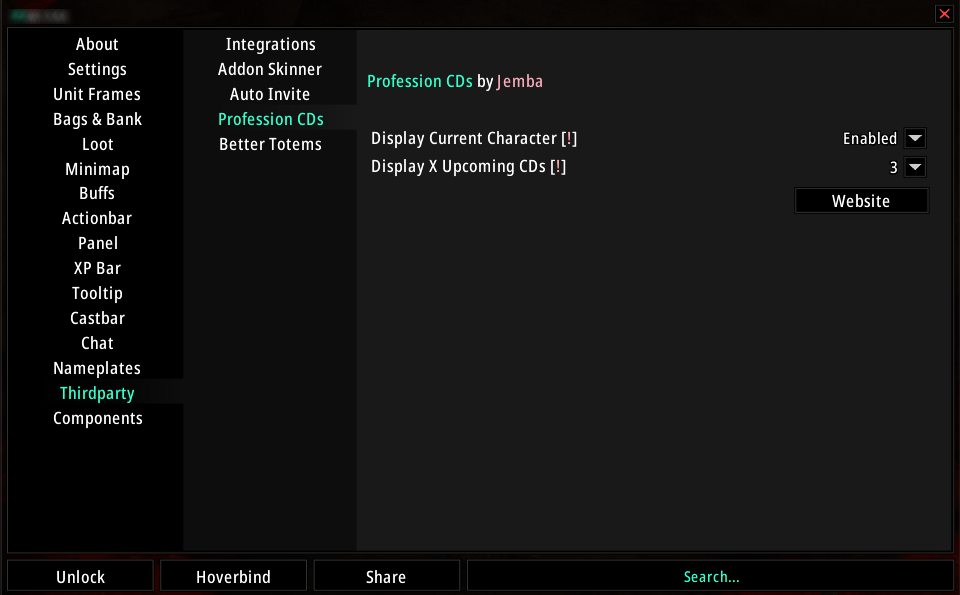 About
Settings
Unit Frames
Bags & Bank
Loot
Minimap
Buffs
Actionbar
Panel
XP Bar
Tooltip
Castbar
Chat
Nameplates
Thirdparty
Components
Integrations
Addon Skinner
Auto Invite
Profession CDs
Better Totems
Profession CDs by Jemba
Display Current Character [!] Enabled
Display X Upcoming CDs [!] 3
Website
Unlock
Hoverbind
Share
Search...